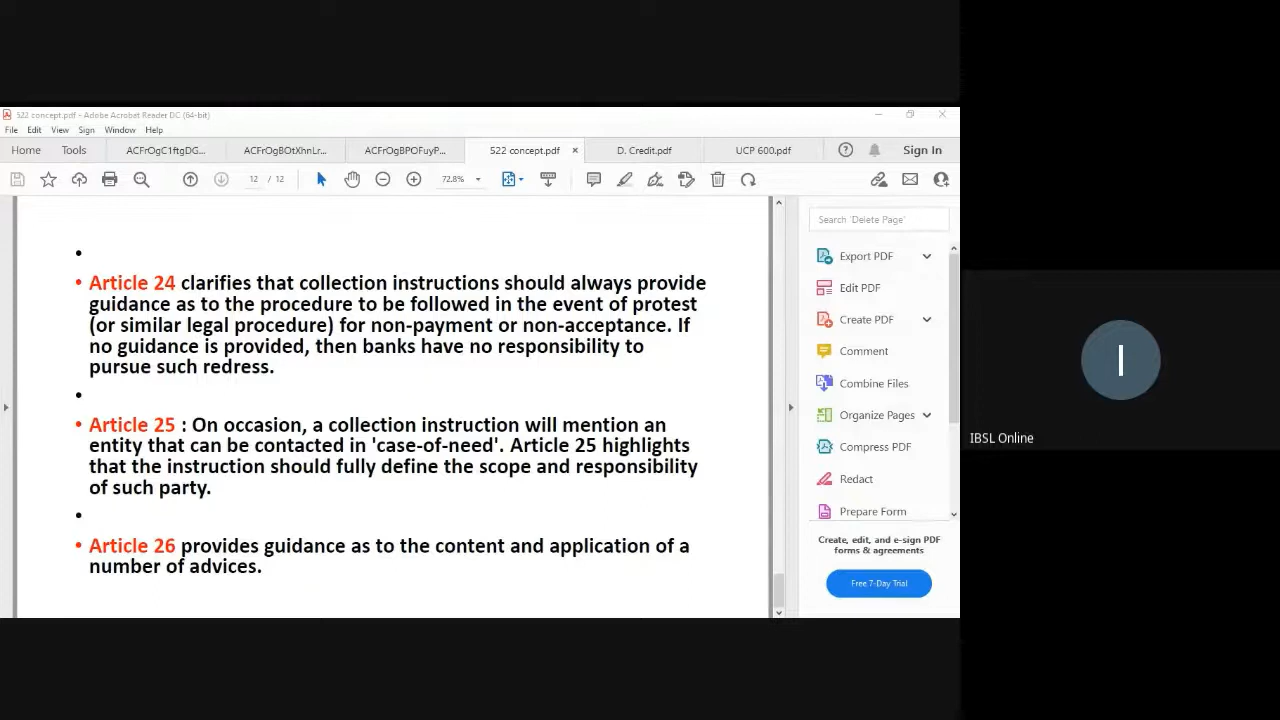 522 concept.pdf - Adobe Acrobat Reader DC (64-bit)
File Edit View Sign Window Help
Home Tools ACFrOgC1ftgDG... ACFrOgBOtXhnLr... ACFrOgBPOFuyP... 522 concept.pdf D. Credit.pdf UCP 600.pdf Sign In
12 / 12 72.8%
• Article 24 clarifies that collection instructions should always provide
guidance as to the procedure to be followed in the event of protest
(or similar legal procedure) for non-payment or non-acceptance. If
no guidance is provided, then banks have no responsibility to
pursue such redress.
• Article 25 : On occasion, a collection instruction will mention an
entity that can be contacted in 'case-of-need'. Article 25 highlights
that the instruction should fully define the scope and responsibility
of such party.
• Article 26 provides guidance as to the content and application of a
number of advices.
Search 'Delete Page'
Export PDF
Edit PDF
Create PDF
Comment
Combine Files
Organize Pages
Compress PDF
Redact
Prepare Form
Create, edit, and e-sign PDF
forms & agreements
Free 7-Day Trial
I
IBSL Online